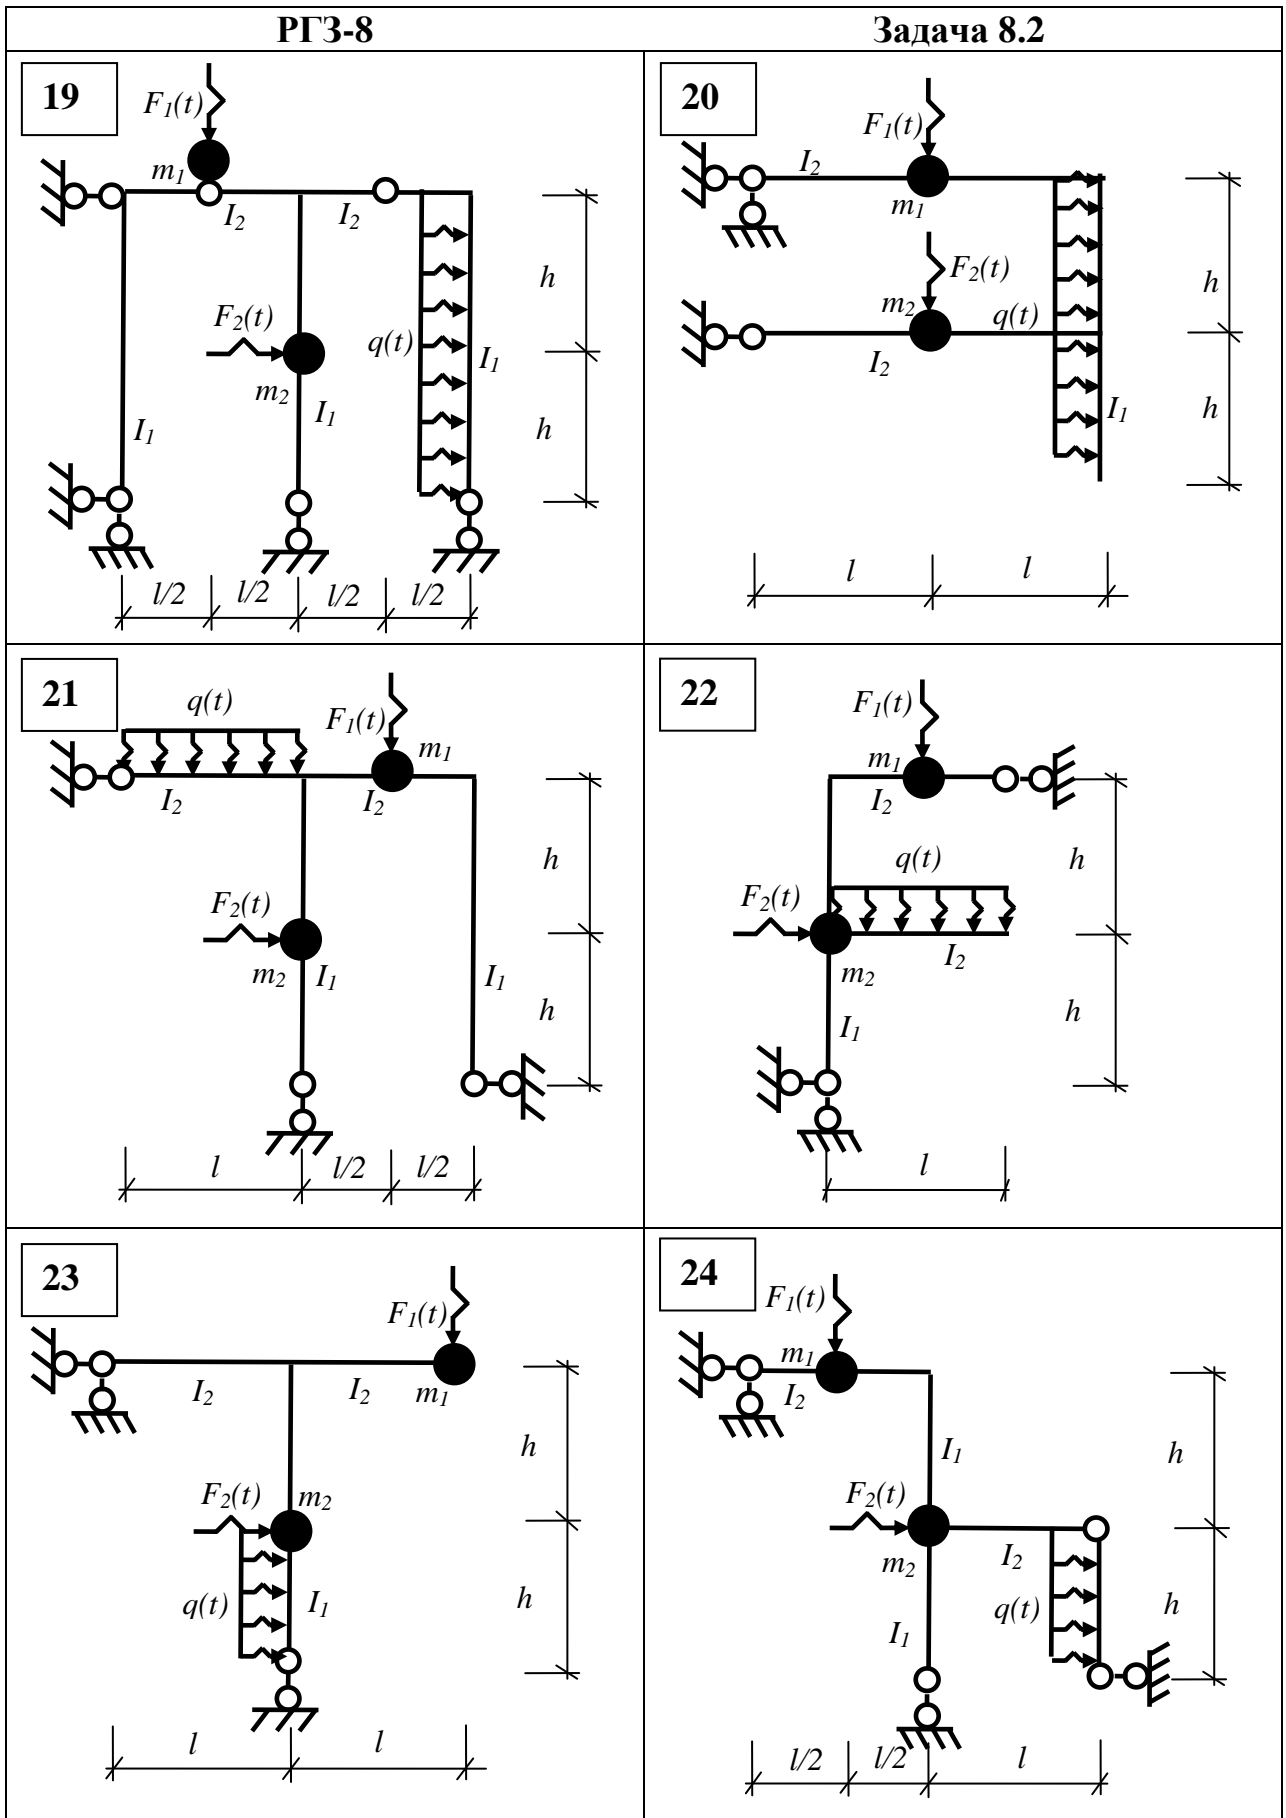 РГЗ-8 Задача 8.2
19
F1(t)
m1
I2 I2
h
F2(t)
q(t)
I1
m2
I1
I1
h
l/2 l/2 l/2 l/2
20
F1(t)
I2
m1
F2(t)
h
m2
q(t)
I2
I1
h
l l
21
q(t)
F1(t)
m1
I2 I2
h
F2(t)
m2 I1 I1
h
l l/2 l/2
22
F1(t)
m1
I2
q(t) h
F2(t)
I2
m2
I1 h
l
23
F1(t)
I2 I2 m1
h
F2(t) m2
q(t) I1 h
l l
24
F1(t)
m1
I2
I1 h
F2(t)
m2 I2
q(t) h
I1
l/2 l/2 l